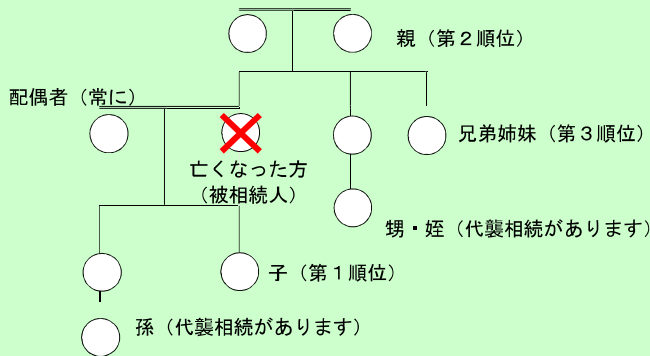 親（第２順位）
配偶者（常に）
兄弟姉妹（第３順位）
亡くなった方
（被相続人）
甥・姪（代襲相続があります）
子（第１順位）
孫（代襲相続があります）